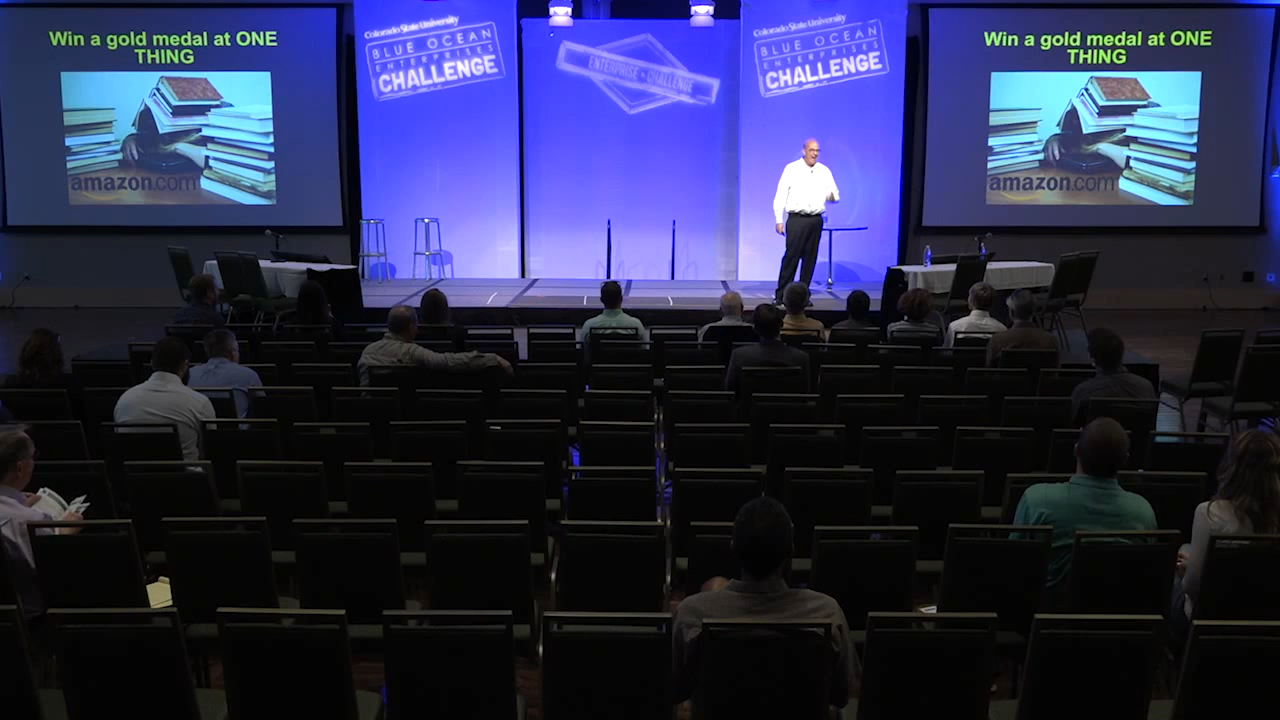 Win a gold medal at ONE
THING
amazon.com
Colorado State University
BLUE OCEAN
ENTERPRISES
CHALLENGE
ENTERPRISE CHALLENGE
Colorado State University
BLUE OCEAN
ENTERPRISES
CHALLENGE
Win a gold medal at ONE
THING
amazon.com